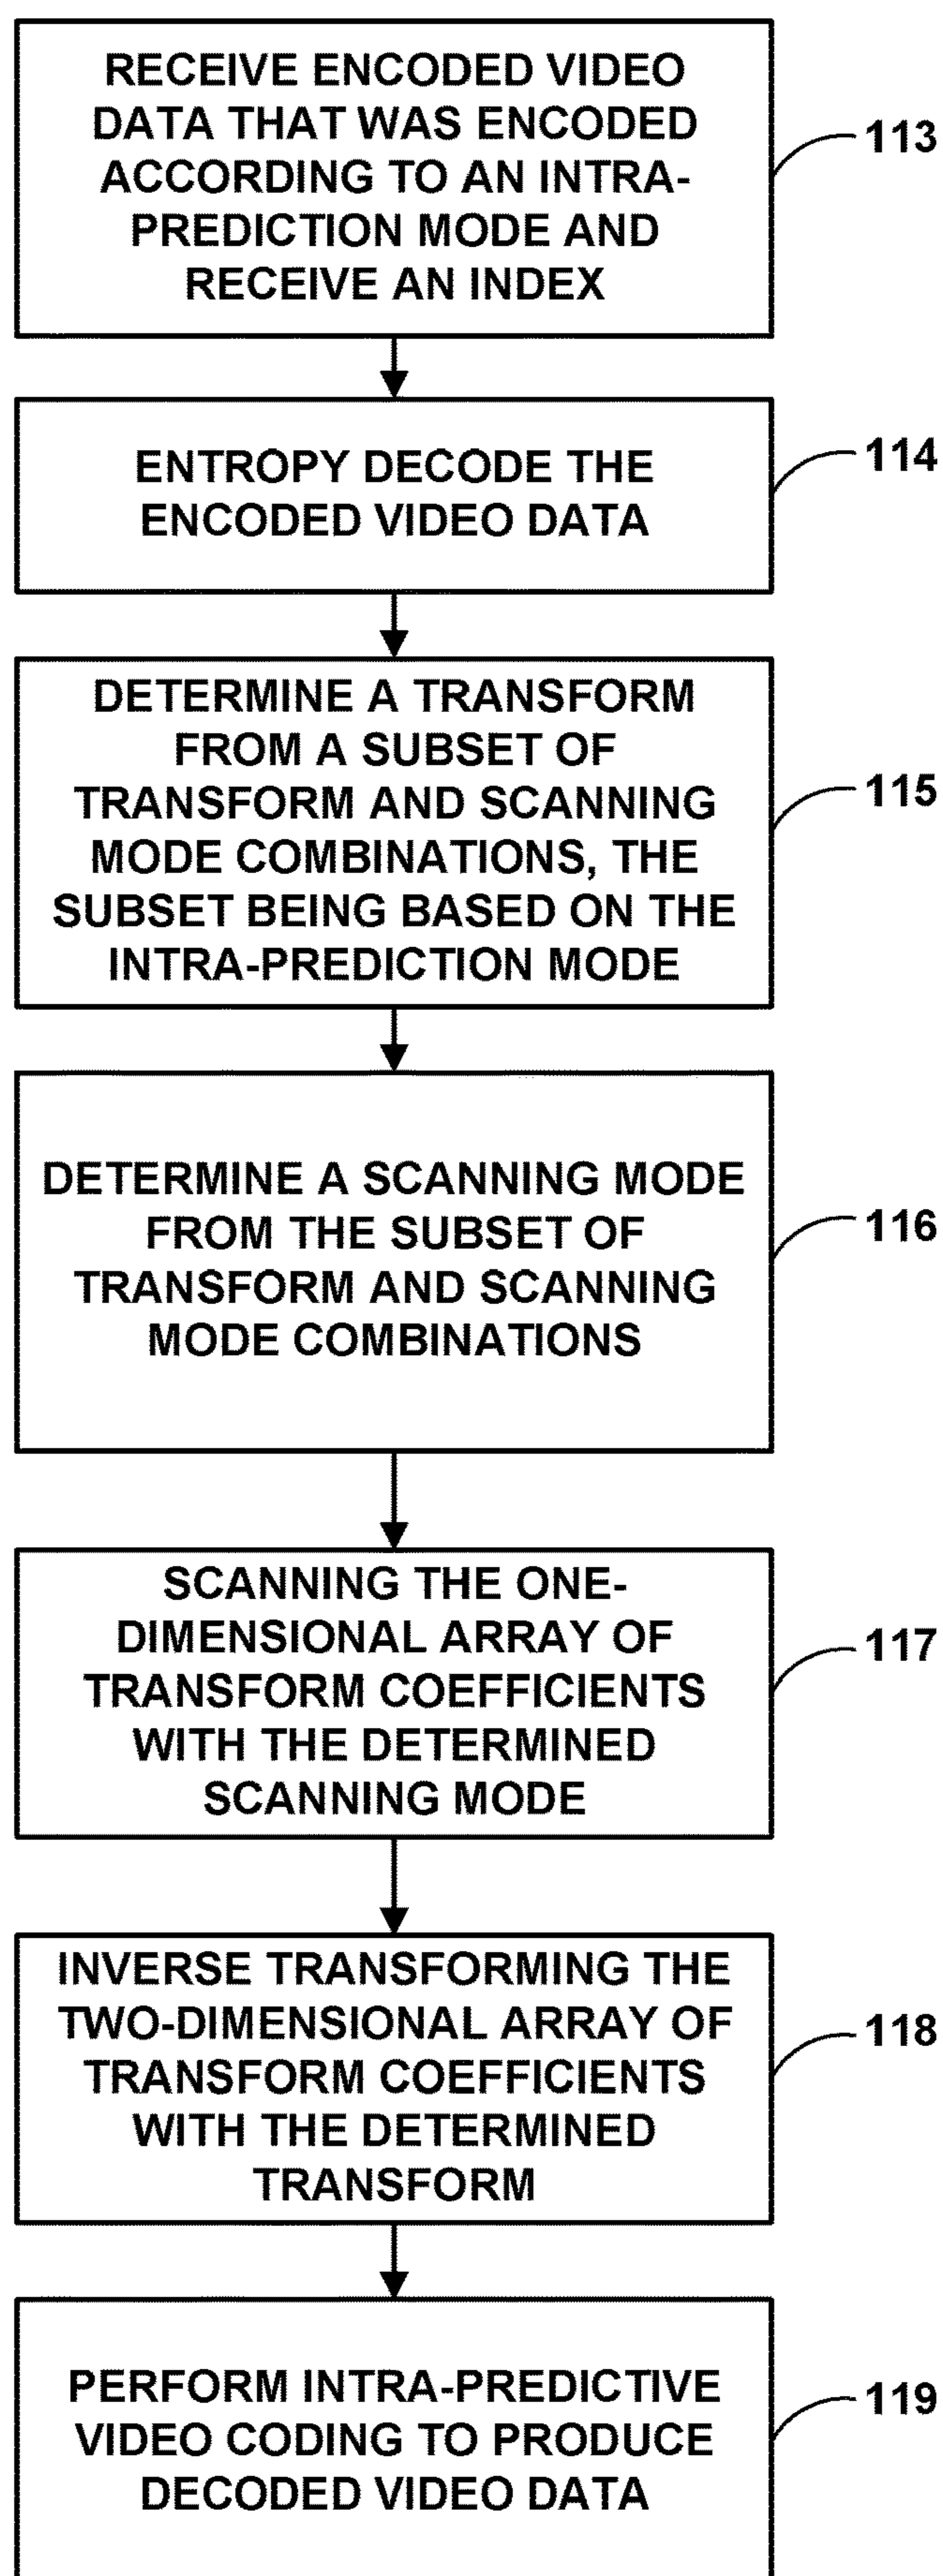 RECEIVE ENCODED VIDEO
DATA THAT WAS ENCODED
ACCORDING TO AN INTRA-
PREDICTION MODE AND
RECEIVE AN INDEX
113
ENTROPY DECODE THE
ENCODED VIDEO DATA
114
DETERMINE A TRANSFORM
FROM A SUBSET OF
TRANSFORM AND SCANNING
MODE COMBINATIONS, THE
SUBSET BEING BASED ON THE
INTRA-PREDICTION MODE
115
DETERMINE A SCANNING MODE
FROM THE SUBSET OF
TRANSFORM AND SCANNING
MODE COMBINATIONS
116
SCANNING THE ONE-
DIMENSIONAL ARRAY OF
TRANSFORM COEFFICIENTS
WITH THE DETERMINED
SCANNING MODE
117
INVERSE TRANSFORMING THE
TWO-DIMENSIONAL ARRAY OF
TRANSFORM COEFFICIENTS
WITH THE DETERMINED
TRANSFORM
118
PERFORM INTRA-PREDICTIVE
VIDEO CODING TO PRODUCE
DECODED VIDEO DATA
119